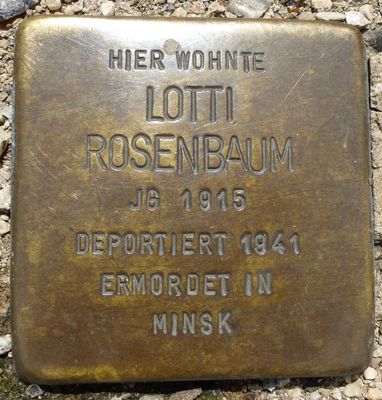 HIER WOHNTE
LOTTI
ROSENBAUM
JG 1915
DEPORTIERT 1941
ERMORDET IN
MINSK